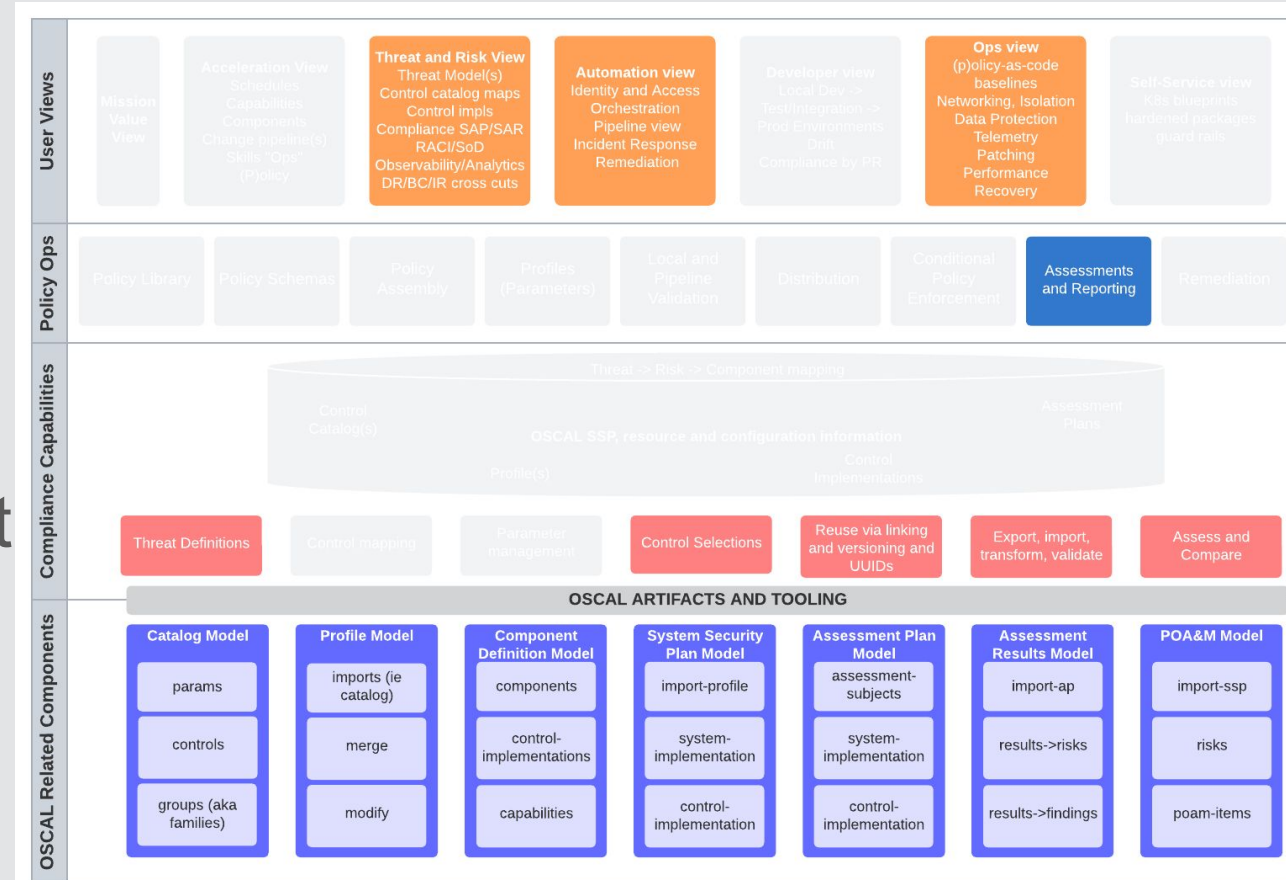 User Views
Mission
Value
View
Acceleration View
Schedules
Capabilities
Components
Change pipeline(s)
Skills "Ops"
(P)olicy
Threat and Risk View
Threat Model(s)
Control catalog maps
Control impls
Compliance SAP/SAR
RACI/SoD
Observability/Analytics
DR/BC/IR cross cuts
Automation view
Identity and Access
Orchestration
Pipeline view
Incident Response
Remediation
Developer view
Local Dev ->
Test/Integration ->
Prod Environments
Drift
Compliance by PR
Ops view
(p)olicy-as-code
baselines
Networking, Isolation
Data Protection
Telemetry
Patching
Performance
Recovery
Self-Service view
K8s blueprints
hardened packages
guard rails
Policy Ops
Policy Library
Policy Schemas
Policy
Assembly
Profiles
(Parameters)
Local and
Pipeline
Validation
Distribution
Conditional
Policy
Enforcement
Assessments
and Reporting
Remediation
Compliance Capabilities
Threat -> Risk -> Component mapping
Control
Catalog(s)
Assessment
Plans
OSCAL SSP, resource and configuration information
Profile(s)
Control
Implementations
t
Threat Definitions
Control mapping
Parameter
management
Control Selections
Reuse via linking
and versioning and
UUIDs
Export, import,
transform, validate
Assess and
Compare
OSCAL ARTIFACTS AND TOOLING
OSCAL Related Components
Catalog Model
params
controls
groups (aka
families)
Profile Model
imports (ie
catalog)
merge
modify
Component
Definition Model
components
control-
implementations
capabilities
System Security
Plan Model
import-profile
system-
implementation
control-
implementation
Assessment Plan
Model
assessment-
subjects
system-
implementation
control-
implementation
Assessment
Results Model
import-ap
results->risks
results->findings
POA&M Model
import-ssp
risks
poam-items